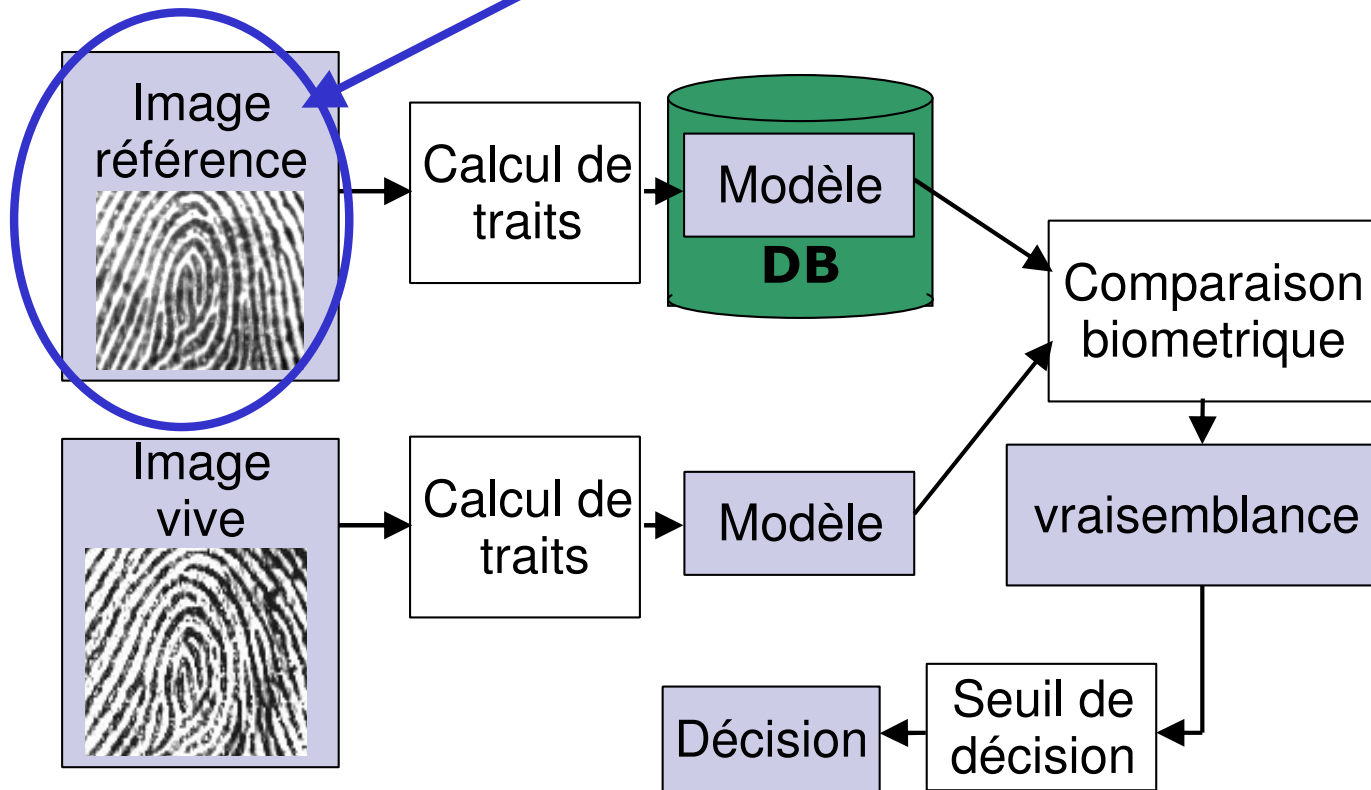 Image
référence
Calcul de
traits
Modèle
DB
Comparaison
biometrique
Image
vive
Calcul de
traits
Modèle
vraisemblance
Seuil de
décision
Décision